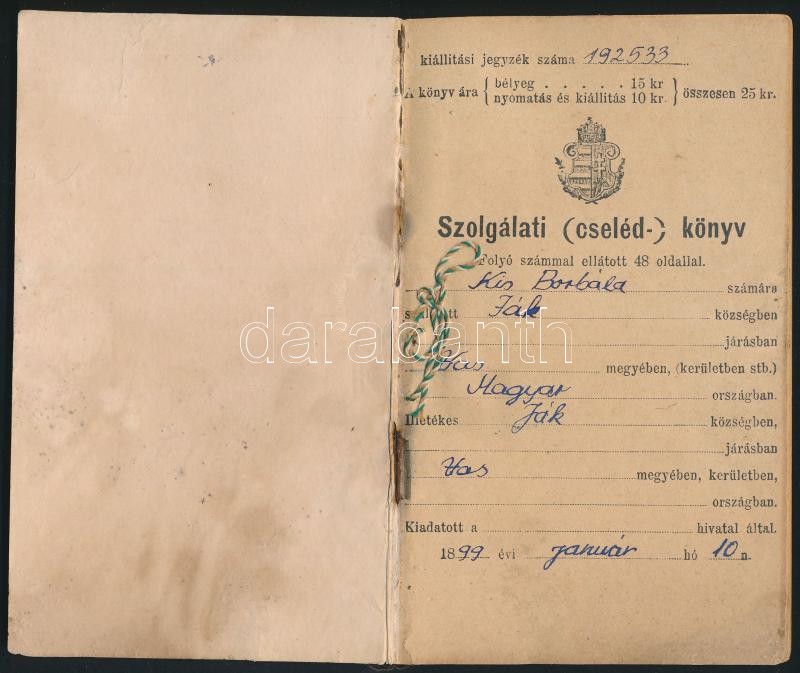 kiállitási jegyzék száma 192533
A könyv ára { bélyeg . . . . . 15 kr } összesen 25 kr.
nyomatás és kiállitás 10 kr.
Szolgálati (cseléd-) könyv
Folyó számmal ellátott 48 oldallal.
Kis Borbála számára
Ják községben
járásban
Vas megyében, (kerületben stb.)
Magyar országban.
Illetékes Ják községben,
járásban
Vas megyében, kerületben,
országban.
Kiadatott a hivatal által.
1899 évi január hó 10 n.
darabanth